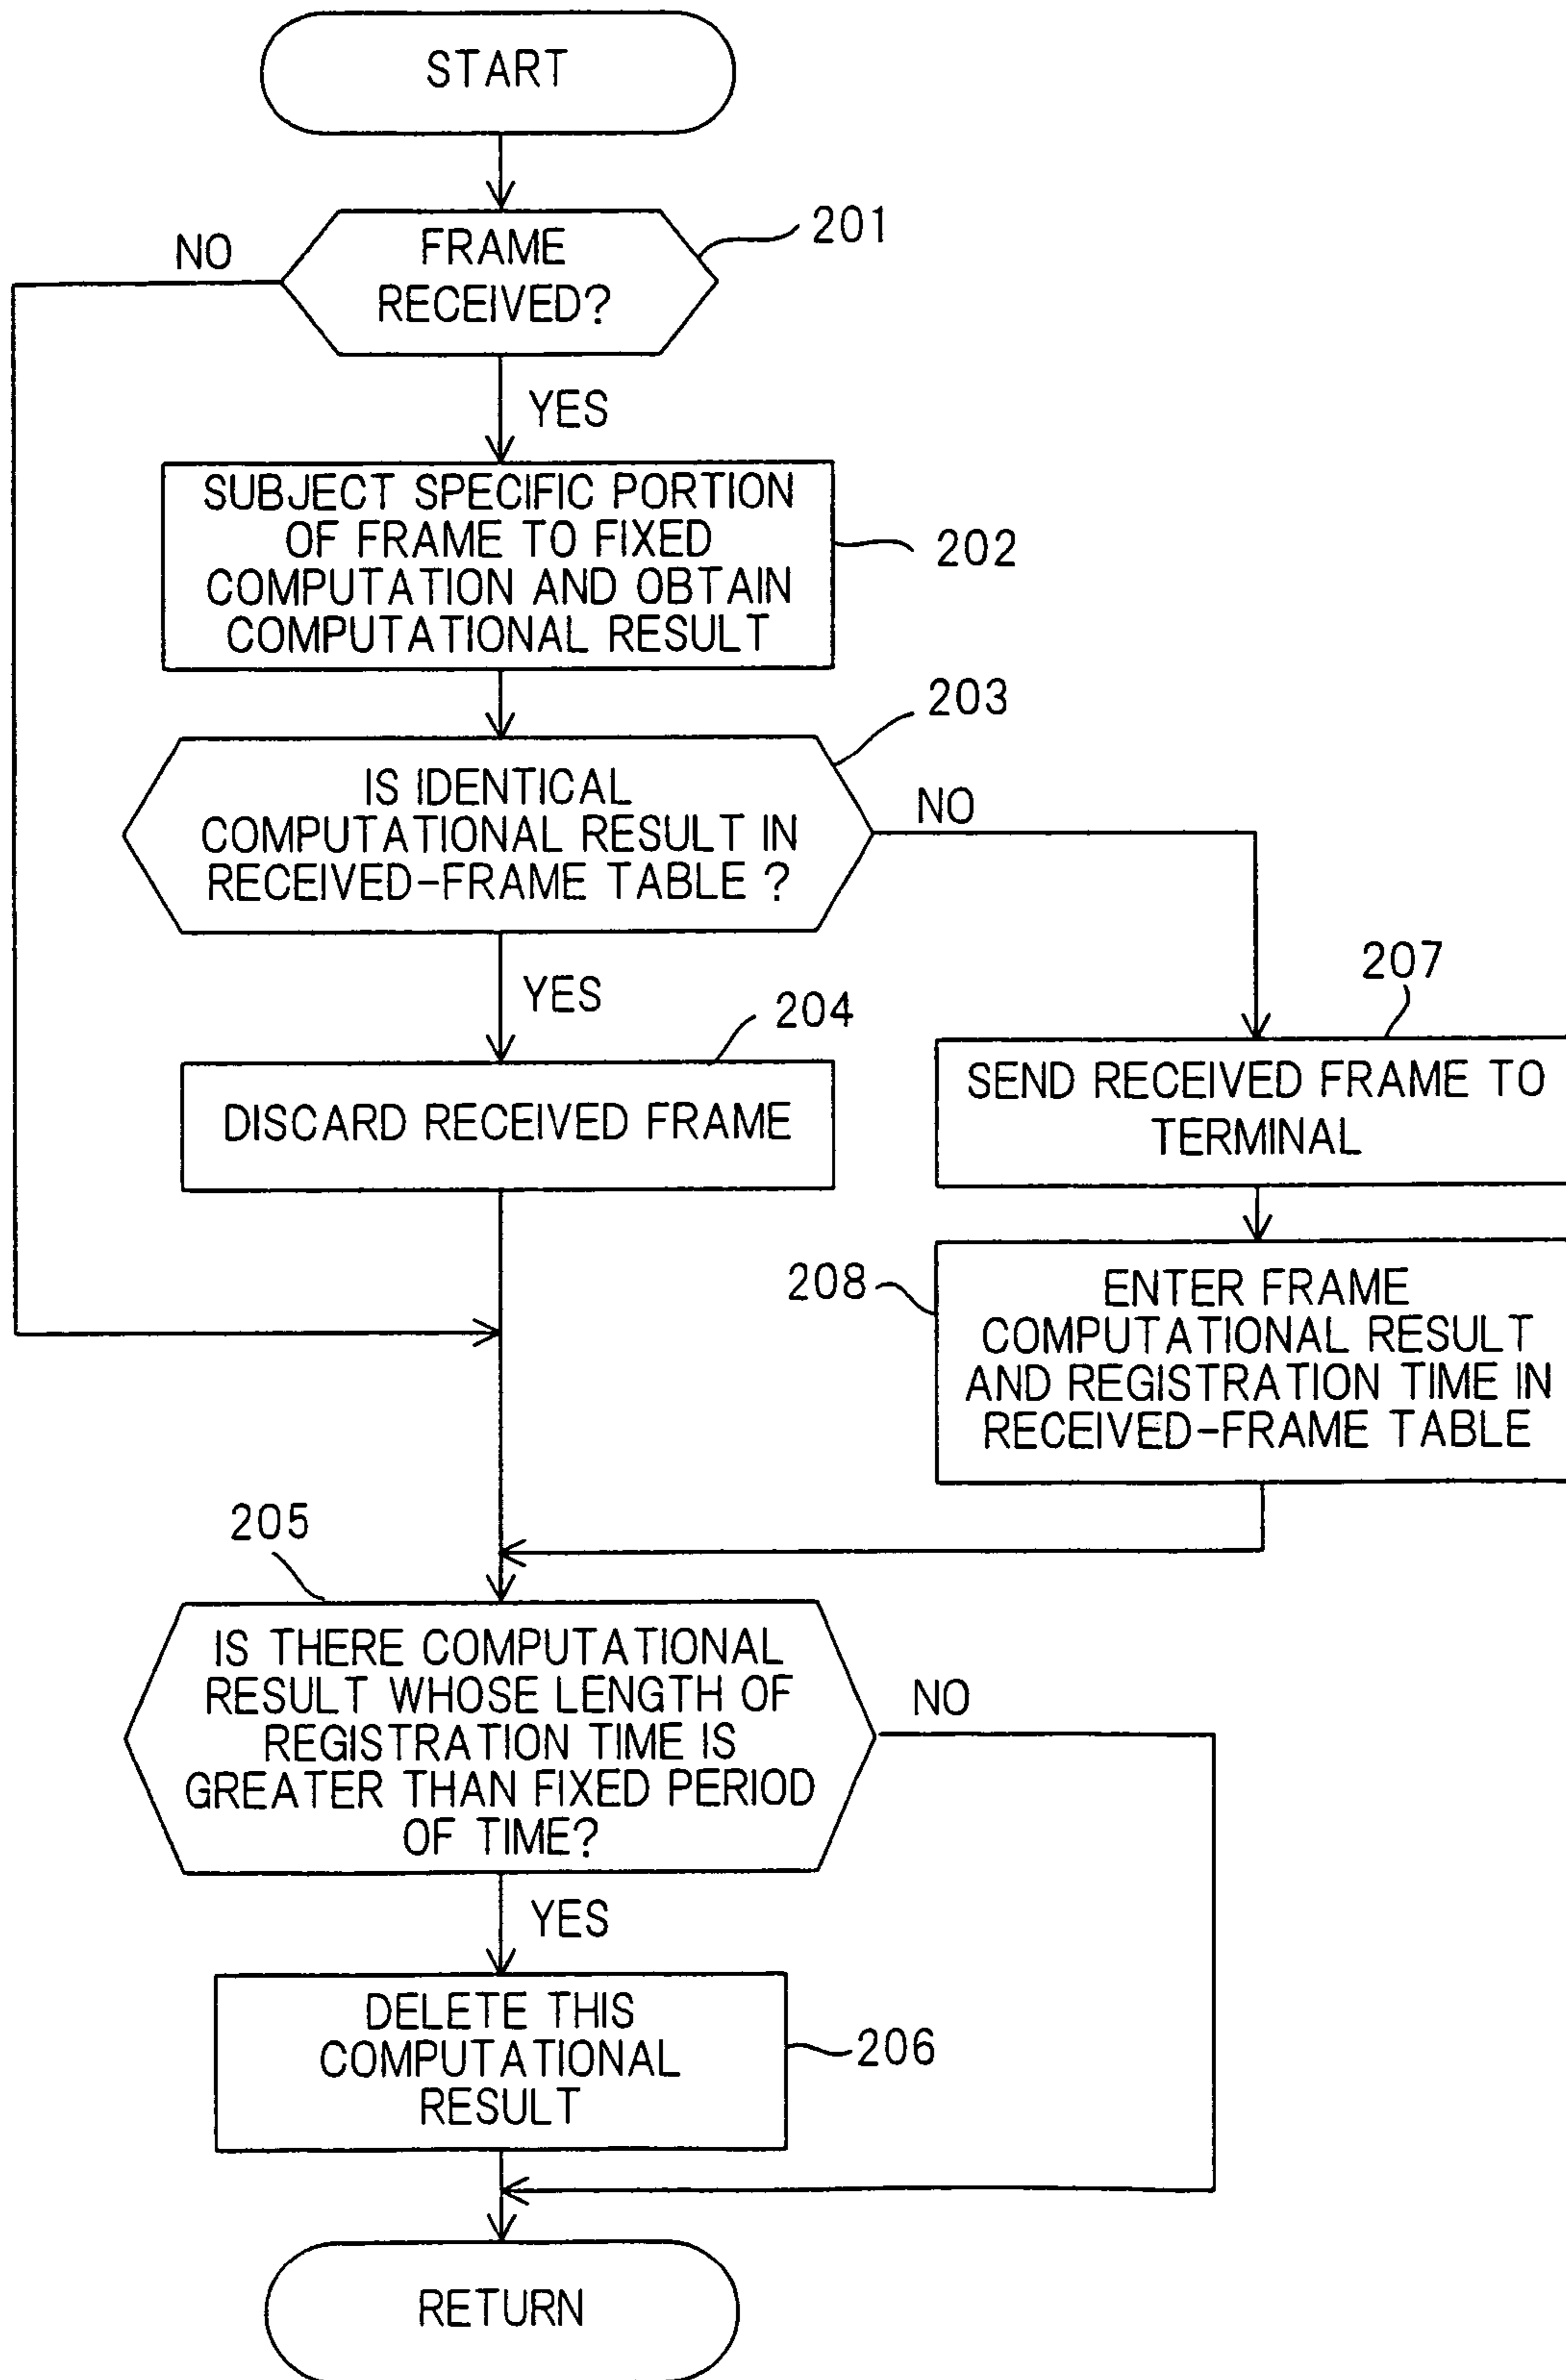 START
201
NO
FRAME
RECEIVED?
YES
SUBJECT SPECIFIC PORTION
OF FRAME TO FIXED
COMPUTATION AND OBTAIN
COMPUTATIONAL RESULT
202
203
IS IDENTICAL
COMPUTATIONAL RESULT IN
RECEIVED-FRAME TABLE ?
NO
YES
204
DISCARD RECEIVED FRAME
207
SEND RECEIVED FRAME TO
TERMINAL
208
ENTER FRAME
COMPUTATIONAL RESULT
AND REGISTRATION TIME IN
RECEIVED-FRAME TABLE
205
IS THERE COMPUTATIONAL
RESULT WHOSE LENGTH OF
REGISTRATION TIME IS
GREATER THAN FIXED PERIOD
OF TIME?
NO
YES
DELETE THIS
COMPUTATIONAL
RESULT
206
RETURN